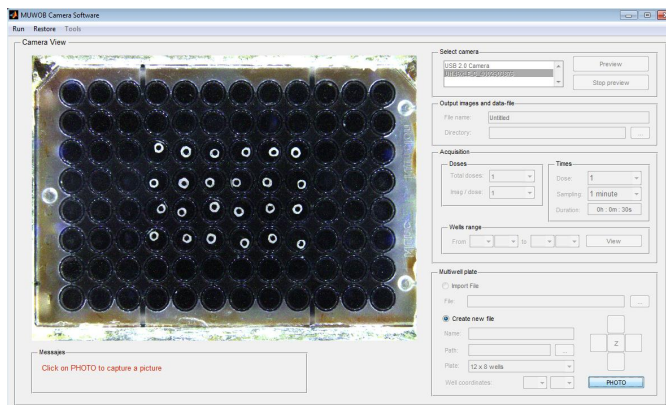 MUWOB Camera Software
Run Restore Tools
Camera View
Select camera
USB 2.0 Camera
Preview
Stop preview
Output images and data-file
File name: Untitled
Directory: ...
Acquisition
Doses
Total doses: 1
Imag / dose: 1
Times
Dose: 1
Sampling: 1 minute
Duration: 0h : 0m : 30s
Wells range
From to View
Multiwell plate
Import File
File: ...
Create new file
Name:
Path: ...
Z
Plate: 12 x 8 wells
Well coordinates: PHOTO
Messajes
Click on PHOTO to capture a picture